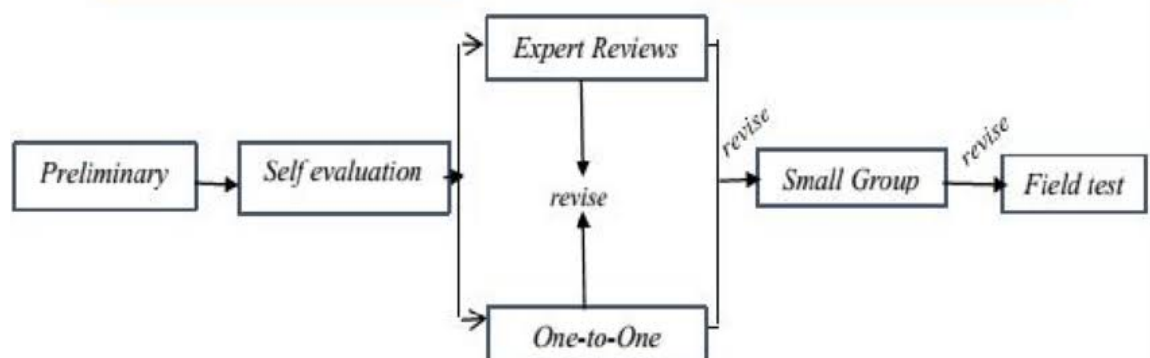 Expert Reviews
Preliminary
Self evaluation
revise
revise
Small Group
revise
Field test
One-to-One